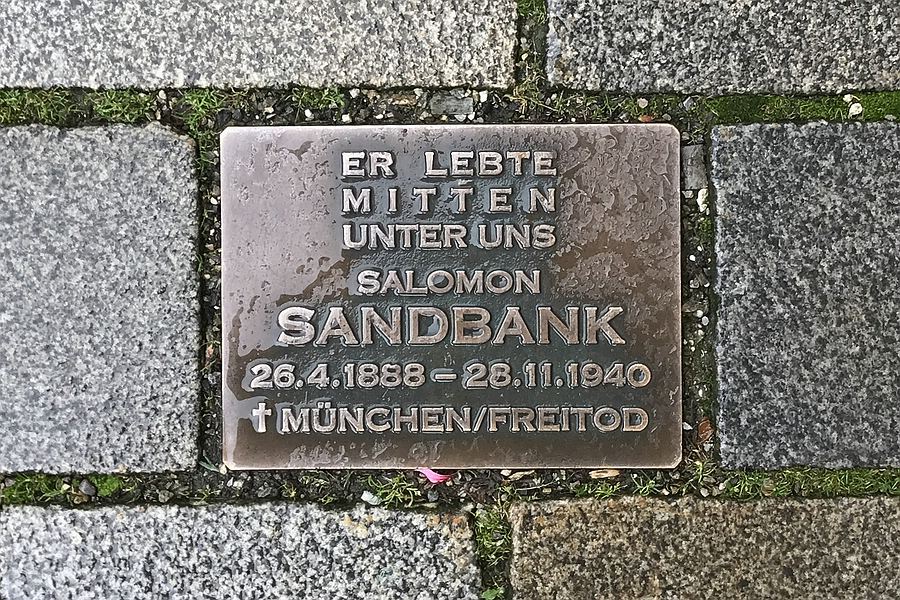 ER LEBTE
MITTEN
UNTER UNS
SALOMON
SANDBANK
26.4.1888 – 28.11.1940
† MÜNCHEN/FREITOD